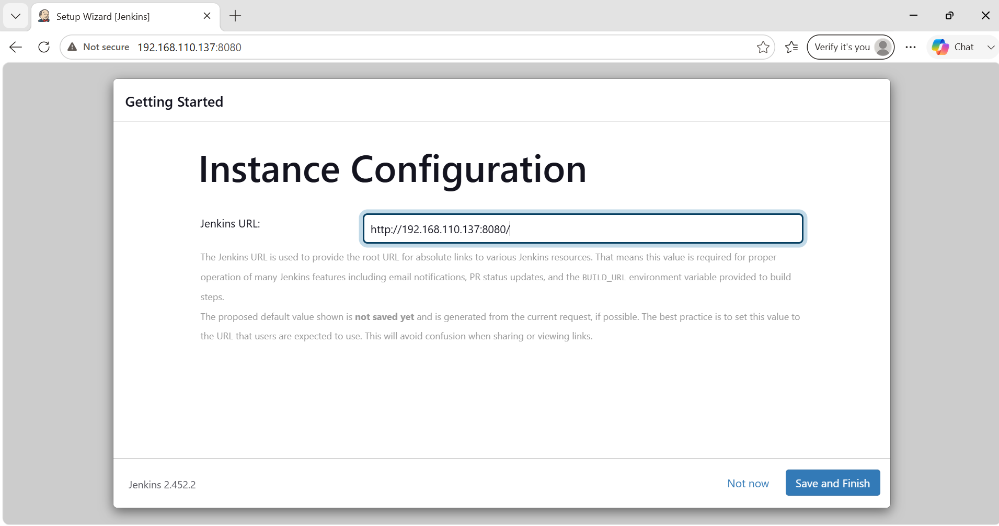 Setup Wizard [Jenkins]
Not secure 192.168.110.137:8080
Verify it's you
Chat
Getting Started
Instance Configuration
Jenkins URL:
http://192.168.110.137:8080/
The Jenkins URL is used to provide the root URL for absolute links to various Jenkins resources. That means this value is required for proper
operation of many Jenkins features including email notifications, PR status updates, and the BUILD_URL environment variable provided to build
steps.
The proposed default value shown is not saved yet and is generated from the current request, if possible. The best practice is to set this value to
the URL that users are expected to use. This will avoid confusion when sharing or viewing links.
Jenkins 2.452.2
Not now
Save and Finish